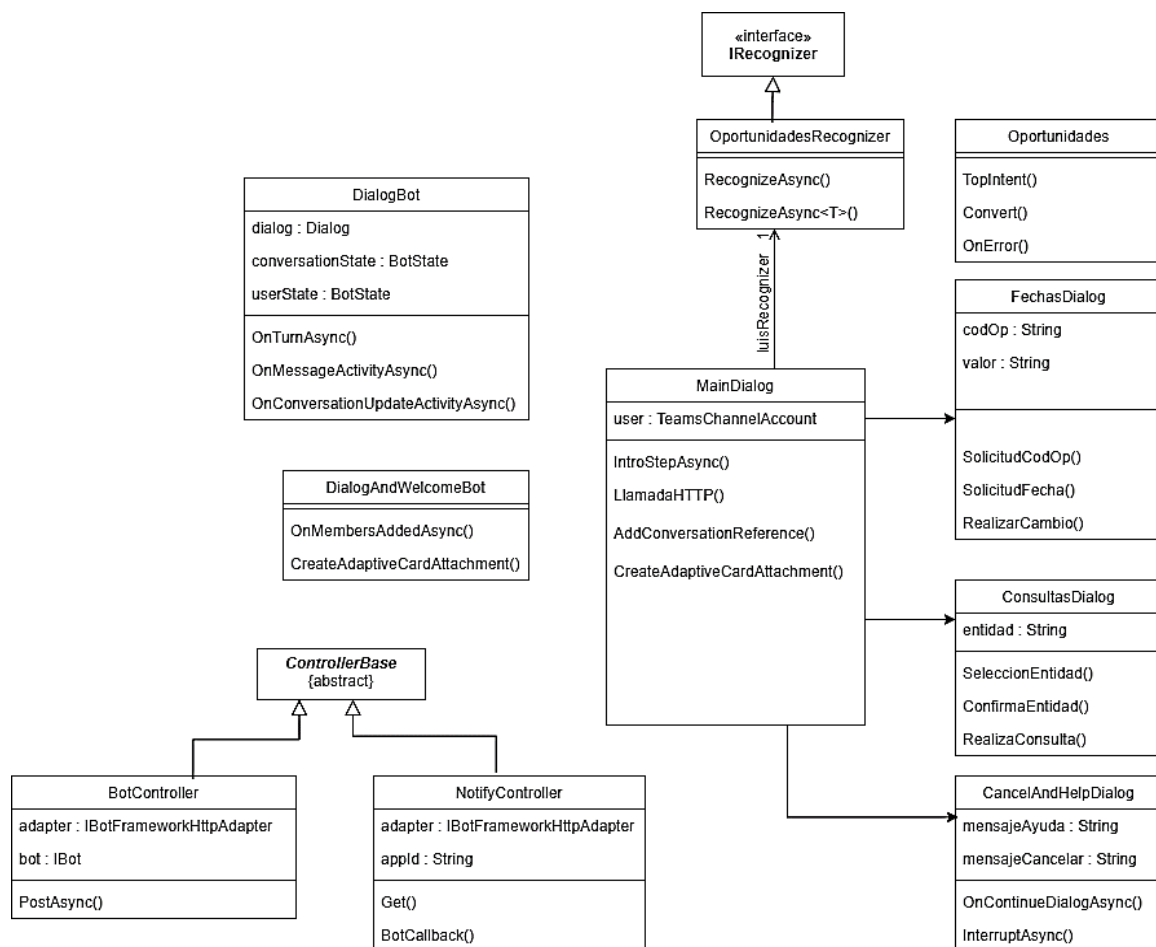 «interface»
IRecognizer
OportunidadesRecognizer
RecognizeAsync()
RecognizeAsync<T>()
Oportunidades
TopIntent()
Convert()
OnError()
DialogBot
dialog : Dialog
conversationState : BotState
userState : BotState
OnTurnAsync()
OnMessageActivityAsync()
OnConversationUpdateActivityAsync()
luisRecognizer 1
FechasDialog
codOp : String
valor : String
SolicitudCodOp()
SolicitudFecha()
RealizarCambio()
MainDialog
user : TeamsChannelAccount
IntroStepAsync()
LlamadaHTTP()
AddConversationReference()
CreateAdaptiveCardAttachment()
DialogAndWelcomeBot
OnMembersAddedAsync()
CreateAdaptiveCardAttachment()
ConsultasDialog
entidad : String
SeleccionEntidad()
ConfirmaEntidad()
RealizaConsulta()
ControllerBase
{abstract}
BotController
adapter : IBotFrameworkHttpAdapter
bot : IBot
PostAsync()
NotifyController
adapter : IBotFrameworkHttpAdapter
appId : String
Get()
BotCallback()
CancelAndHelpDialog
mensajeAyuda : String
mensajeCancelar : String
OnContinueDialogAsync()
InterruptAsync()